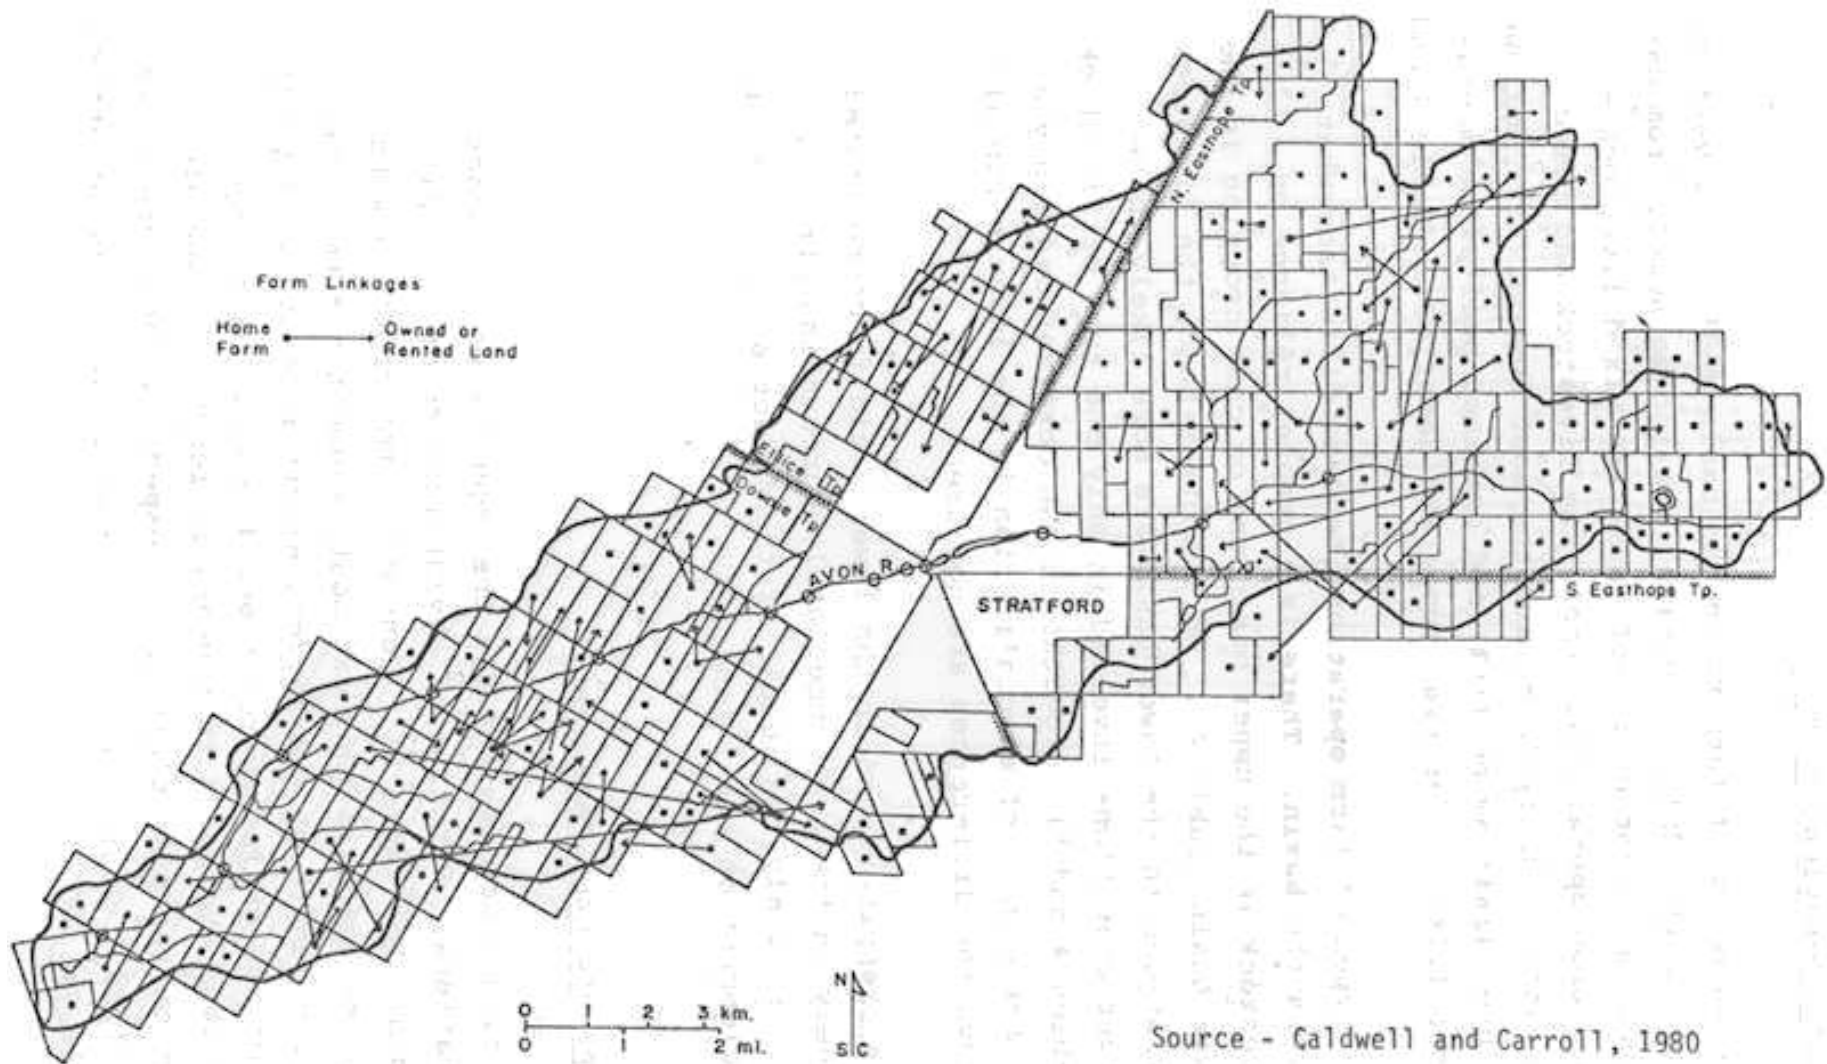 N. Easthope Tp.
Farm Linkages
Home
Farm
Owned or
Rented Land
Ellice Tp.
Downie Tp.
AVON R.
STRATFORD
S. Easthope Tp.
0 1 2 3 km.
0 1 2 mi.
N
S C
Source - Caldwell and Carroll, 1980